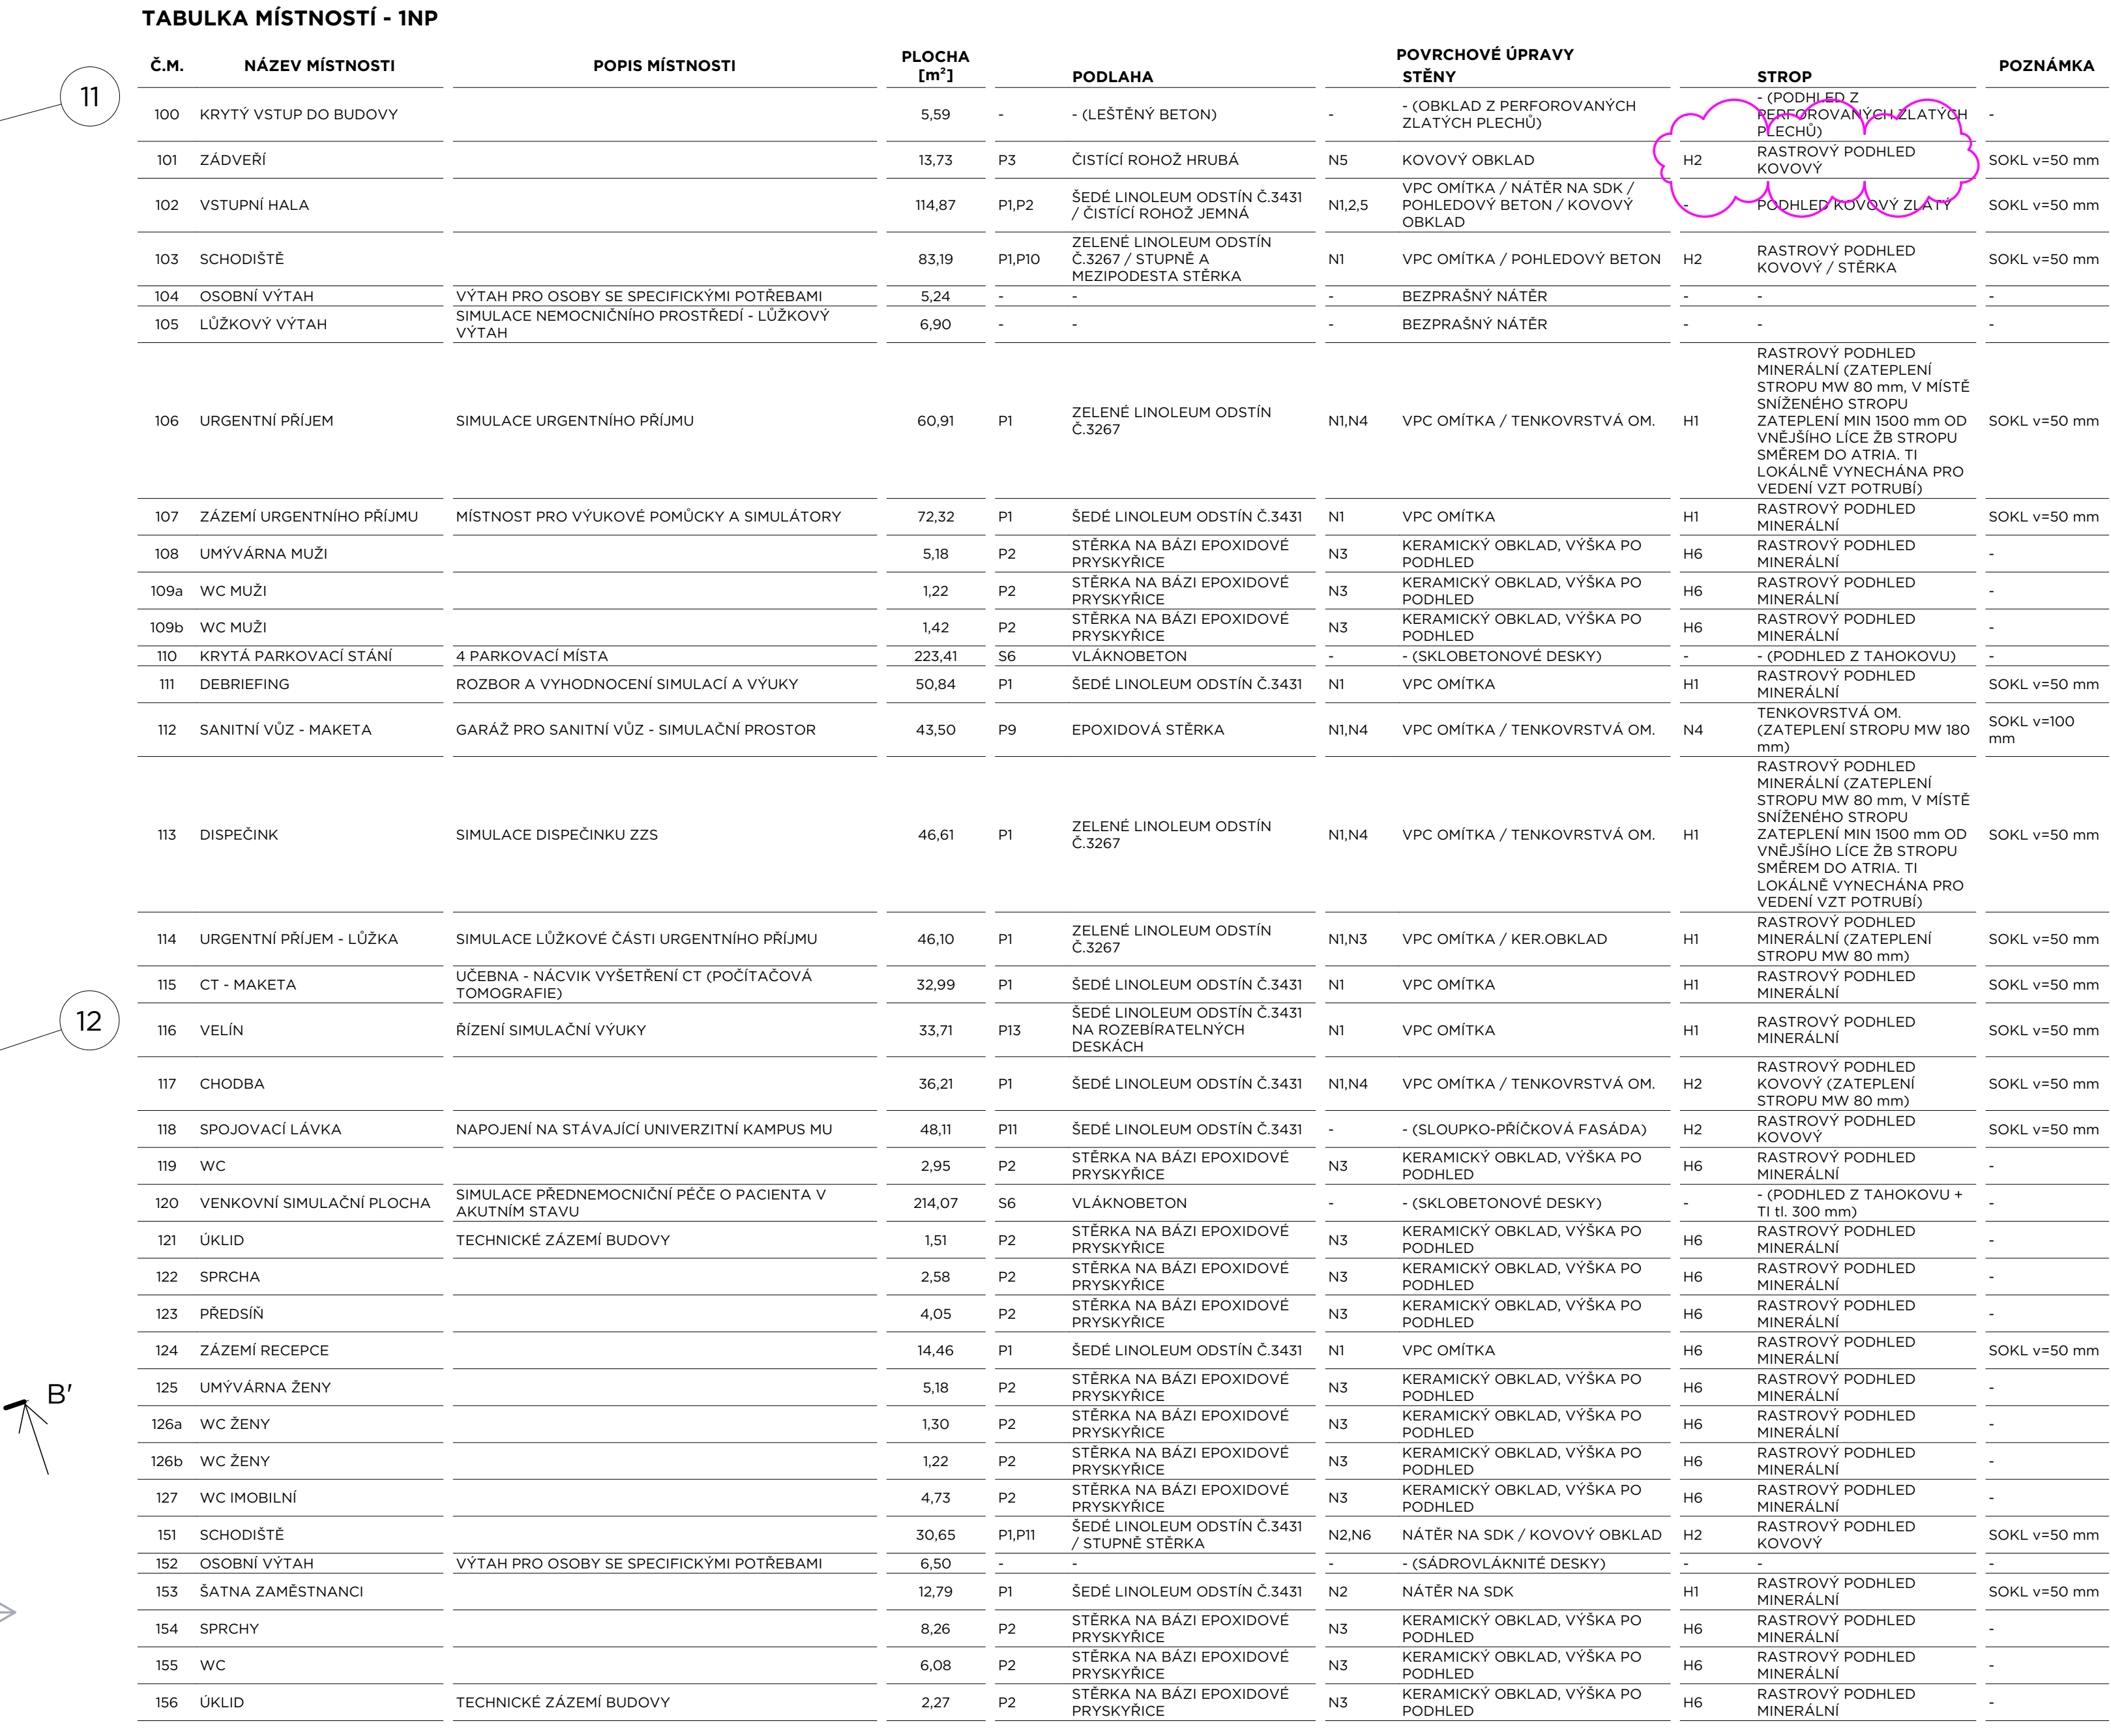 TABULKA MÍSTNOSTÍ - 1NP
Č.M. NÁZEV MÍSTNOSTI POPIS MÍSTNOSTI PLOCHA [m²] POVRCHOVÉ ÚPRAVY POZNÁMKA
PODLAHA STĚNY STROP
11
100 KRYTÝ VSTUP DO BUDOVY 5,59 - - (LEŠTĚNÝ BETON) - - (OBKLAD Z PERFOROVANÝCH ZLATÝCH PLECHŮ) - (PODHLED Z PERFOROVANÝCH ZLATÝCH PLECHŮ) -
101 ZÁDVEŘÍ 13,73 P3 ČISTÍCÍ ROHOŽ HRUBÁ N5 KOVOVÝ OBKLAD H2 RASTROVÝ PODHLED KOVOVÝ SOKL v=50 mm
102 VSTUPNÍ HALA 114,87 P1,P2 ŠEDÉ LINOLEUM ODSTÍN Č.3431 / ČISTÍCÍ ROHOŽ JEMNÁ N1,2,5 VPC OMÍTKA / NÁTĚR NA SDK / POHLEDOVÝ BETON / KOVOVÝ OBKLAD - PODHLED KOVOVÝ ZLATÝ SOKL v=50 mm
103 SCHODIŠTĚ 83,19 P1,P10 ZELENÉ LINOLEUM ODSTÍN Č.3267 / STUPNĚ A MEZIPODESTA STĚRKA N1 VPC OMÍTKA / POHLEDOVÝ BETON H2 RASTROVÝ PODHLED KOVOVÝ / STĚRKA SOKL v=50 mm
104 OSOBNÍ VÝTAH VÝTAH PRO OSOBY SE SPECIFICKÝMI POTŘEBAMI 5,24 - - - BEZPRAŠNÝ NÁTĚR - - -
105 LŮŽKOVÝ VÝTAH SIMULACE NEMOCNIČNÍHO PROSTŘEDÍ - LŮŽKOVÝ VÝTAH 6,90 - - - BEZPRAŠNÝ NÁTĚR - - -
106 URGENTNÍ PŘÍJEM SIMULACE URGENTNÍHO PŘÍJMU 60,91 P1 ZELENÉ LINOLEUM ODSTÍN Č.3267 N1,N4 VPC OMÍTKA / TENKOVRSTVÁ OM. H1 RASTROVÝ PODHLED MINERÁLNÍ (ZATEPLENÍ STROPU MW 80 mm, V MÍSTĚ SNÍŽENÉHO STROPU ZATEPLENÍ MIN 1500 mm OD VNĚJŠÍHO LÍCE ŽB STROPU SMĚREM DO ATRIA. TI LOKÁLNĚ VYNECHÁNA PRO VEDENÍ VZT POTRUBÍ) SOKL v=50 mm
107 ZÁZEMÍ URGENTNÍHO PŘÍJMU MÍSTNOST PRO VÝUKOVÉ POMŮCKY A SIMULÁTORY 72,32 P1 ŠEDÉ LINOLEUM ODSTÍN Č.3431 N1 VPC OMÍTKA H1 RASTROVÝ PODHLED MINERÁLNÍ SOKL v=50 mm
108 UMÝVÁRNA MUŽI 5,18 P2 STĚRKA NA BÁZI EPOXIDOVÉ PRYSKYŘICE N3 KERAMICKÝ OBKLAD, VÝŠKA PO PODHLED H6 RASTROVÝ PODHLED MINERÁLNÍ -
109a WC MUŽI 1,22 P2 STĚRKA NA BÁZI EPOXIDOVÉ PRYSKYŘICE N3 KERAMICKÝ OBKLAD, VÝŠKA PO PODHLED H6 RASTROVÝ PODHLED MINERÁLNÍ -
109b WC MUŽI 1,42 P2 STĚRKA NA BÁZI EPOXIDOVÉ PRYSKYŘICE N3 KERAMICKÝ OBKLAD, VÝŠKA PO PODHLED H6 RASTROVÝ PODHLED MINERÁLNÍ -
110 KRYTÁ PARKOVACÍ STÁNÍ 4 PARKOVACÍ MÍSTA 223,41 S6 VLÁKNOBETON - - (SKLOBETONOVÉ DESKY) - - (PODHLED Z TAHOKOVU) -
111 DEBRIEFING ROZBOR A VYHODNOCENÍ SIMULACÍ A VÝUKY 50,84 P1 ŠEDÉ LINOLEUM ODSTÍN Č.3431 N1 VPC OMÍTKA H1 RASTROVÝ PODHLED MINERÁLNÍ SOKL v=50 mm
112 SANITNÍ VŮZ - MAKETA GARÁŽ PRO SANITNÍ VŮZ - SIMULAČNÍ PROSTOR 43,50 P9 EPOXIDOVÁ STĚRKA N1,N4 VPC OMÍTKA / TENKOVRSTVÁ OM. N4 TENKOVRSTVÁ OM. (ZATEPLENÍ STROPU MW 180 mm) SOKL v=100 mm
113 DISPEČINK SIMULACE DISPEČINKU ZZS 46,61 P1 ZELENÉ LINOLEUM ODSTÍN Č.3267 N1,N4 VPC OMÍTKA / TENKOVRSTVÁ OM. H1 RASTROVÝ PODHLED MINERÁLNÍ (ZATEPLENÍ STROPU MW 80 mm, V MÍSTĚ SNÍŽENÉHO STROPU ZATEPLENÍ MIN 1500 mm OD VNĚJŠÍHO LÍCE ŽB STROPU SMĚREM DO ATRIA. TI LOKÁLNĚ VYNECHÁNA PRO VEDENÍ VZT POTRUBÍ) SOKL v=50 mm
114 URGENTNÍ PŘÍJEM - LŮŽKA SIMULACE LŮŽKOVÉ ČÁSTI URGENTNÍHO PŘÍJMU 46,10 P1 ZELENÉ LINOLEUM ODSTÍN Č.3267 N1,N3 VPC OMÍTKA / KER.OBKLAD H1 RASTROVÝ PODHLED MINERÁLNÍ (ZATEPLENÍ STROPU MW 80 mm) SOKL v=50 mm
115 CT - MAKETA UČEBNA - NÁCVIK VYŠETŘENÍ CT (POČÍTAČOVÁ TOMOGRAFIE) 32,99 P1 ŠEDÉ LINOLEUM ODSTÍN Č.3431 N1 VPC OMÍTKA H1 RASTROVÝ PODHLED MINERÁLNÍ SOKL v=50 mm
12
116 VELÍN ŘÍZENÍ SIMULAČNÍ VÝUKY 33,71 P13 ŠEDÉ LINOLEUM ODSTÍN Č.3431 NA ROZEBÍRATELNÝCH DESKÁCH N1 VPC OMÍTKA H1 RASTROVÝ PODHLED MINERÁLNÍ SOKL v=50 mm
117 CHODBA 36,21 P1 ŠEDÉ LINOLEUM ODSTÍN Č.3431 N1,N4 VPC OMÍTKA / TENKOVRSTVÁ OM. H2 RASTROVÝ PODHLED KOVOVÝ (ZATEPLENÍ STROPU MW 80 mm) SOKL v=50 mm
118 SPOJOVACÍ LÁVKA NAPOJENÍ NA STÁVAJÍCÍ UNIVERZITNÍ KAMPUS MU 48,11 P11 ŠEDÉ LINOLEUM ODSTÍN Č.3431 - - (SLOUPKO-PŘÍČKOVÁ FASÁDA) H2 RASTROVÝ PODHLED KOVOVÝ SOKL v=50 mm
119 WC 2,95 P2 STĚRKA NA BÁZI EPOXIDOVÉ PRYSKYŘICE N3 KERAMICKÝ OBKLAD, VÝŠKA PO PODHLED H6 RASTROVÝ PODHLED MINERÁLNÍ -
120 VENKOVNÍ SIMULAČNÍ PLOCHA SIMULACE PŘEDNEMOCNIČNÍ PÉČE O PACIENTA V AKUTNÍM STAVU 214,07 S6 VLÁKNOBETON - - (SKLOBETONOVÉ DESKY) - - (PODHLED Z TAHOKOVU + TI tl. 300 mm) -
121 ÚKLID TECHNICKÉ ZÁZEMÍ BUDOVY 1,51 P2 STĚRKA NA BÁZI EPOXIDOVÉ PRYSKYŘICE N3 KERAMICKÝ OBKLAD, VÝŠKA PO PODHLED H6 RASTROVÝ PODHLED MINERÁLNÍ -
122 SPRCHA 2,58 P2 STĚRKA NA BÁZI EPOXIDOVÉ PRYSKYŘICE N3 KERAMICKÝ OBKLAD, VÝŠKA PO PODHLED H6 RASTROVÝ PODHLED MINERÁLNÍ -
123 PŘEDSÍŇ 4,05 P2 STĚRKA NA BÁZI EPOXIDOVÉ PRYSKYŘICE N3 KERAMICKÝ OBKLAD, VÝŠKA PO PODHLED H6 RASTROVÝ PODHLED MINERÁLNÍ -
124 ZÁZEMÍ RECEPCE 14,46 P1 ŠEDÉ LINOLEUM ODSTÍN Č.3431 N1 VPC OMÍTKA H6 RASTROVÝ PODHLED MINERÁLNÍ SOKL v=50 mm
125 UMÝVÁRNA ŽENY 5,18 P2 STĚRKA NA BÁZI EPOXIDOVÉ PRYSKYŘICE N3 KERAMICKÝ OBKLAD, VÝŠKA PO PODHLED H6 RASTROVÝ PODHLED MINERÁLNÍ -
B'
126a WC ŽENY 1,30 P2 STĚRKA NA BÁZI EPOXIDOVÉ PRYSKYŘICE N3 KERAMICKÝ OBKLAD, VÝŠKA PO PODHLED H6 RASTROVÝ PODHLED MINERÁLNÍ -
126b WC ŽENY 1,22 P2 STĚRKA NA BÁZI EPOXIDOVÉ PRYSKYŘICE N3 KERAMICKÝ OBKLAD, VÝŠKA PO PODHLED H6 RASTROVÝ PODHLED MINERÁLNÍ -
127 WC IMOBILNÍ 4,73 P2 STĚRKA NA BÁZI EPOXIDOVÉ PRYSKYŘICE N3 KERAMICKÝ OBKLAD, VÝŠKA PO PODHLED H6 RASTROVÝ PODHLED MINERÁLNÍ -
151 SCHODIŠTĚ 30,65 P1,P11 ŠEDÉ LINOLEUM ODSTÍN Č.3431 / STUPNĚ STĚRKA N2,N6 NÁTĚR NA SDK / KOVOVÝ OBKLAD H2 RASTROVÝ PODHLED KOVOVÝ SOKL v=50 mm
152 OSOBNÍ VÝTAH VÝTAH PRO OSOBY SE SPECIFICKÝMI POTŘEBAMI 6,50 - - - - (SÁDROVLÁKNITÉ DESKY) - - -
153 ŠATNA ZAMĚSTNANCI 12,79 P1 ŠEDÉ LINOLEUM ODSTÍN Č.3431 N2 NÁTĚR NA SDK H1 RASTROVÝ PODHLED MINERÁLNÍ SOKL v=50 mm
154 SPRCHY 8,26 P2 STĚRKA NA BÁZI EPOXIDOVÉ PRYSKYŘICE N3 KERAMICKÝ OBKLAD, VÝŠKA PO PODHLED H6 RASTROVÝ PODHLED MINERÁLNÍ -
155 WC 6,08 P2 STĚRKA NA BÁZI EPOXIDOVÉ PRYSKYŘICE N3 KERAMICKÝ OBKLAD, VÝŠKA PO PODHLED H6 RASTROVÝ PODHLED MINERÁLNÍ -
156 ÚKLID TECHNICKÉ ZÁZEMÍ BUDOVY 2,27 P2 STĚRKA NA BÁZI EPOXIDOVÉ PRYSKYŘICE N3 KERAMICKÝ OBKLAD, VÝŠKA PO PODHLED H6 RASTROVÝ PODHLED MINERÁLNÍ -